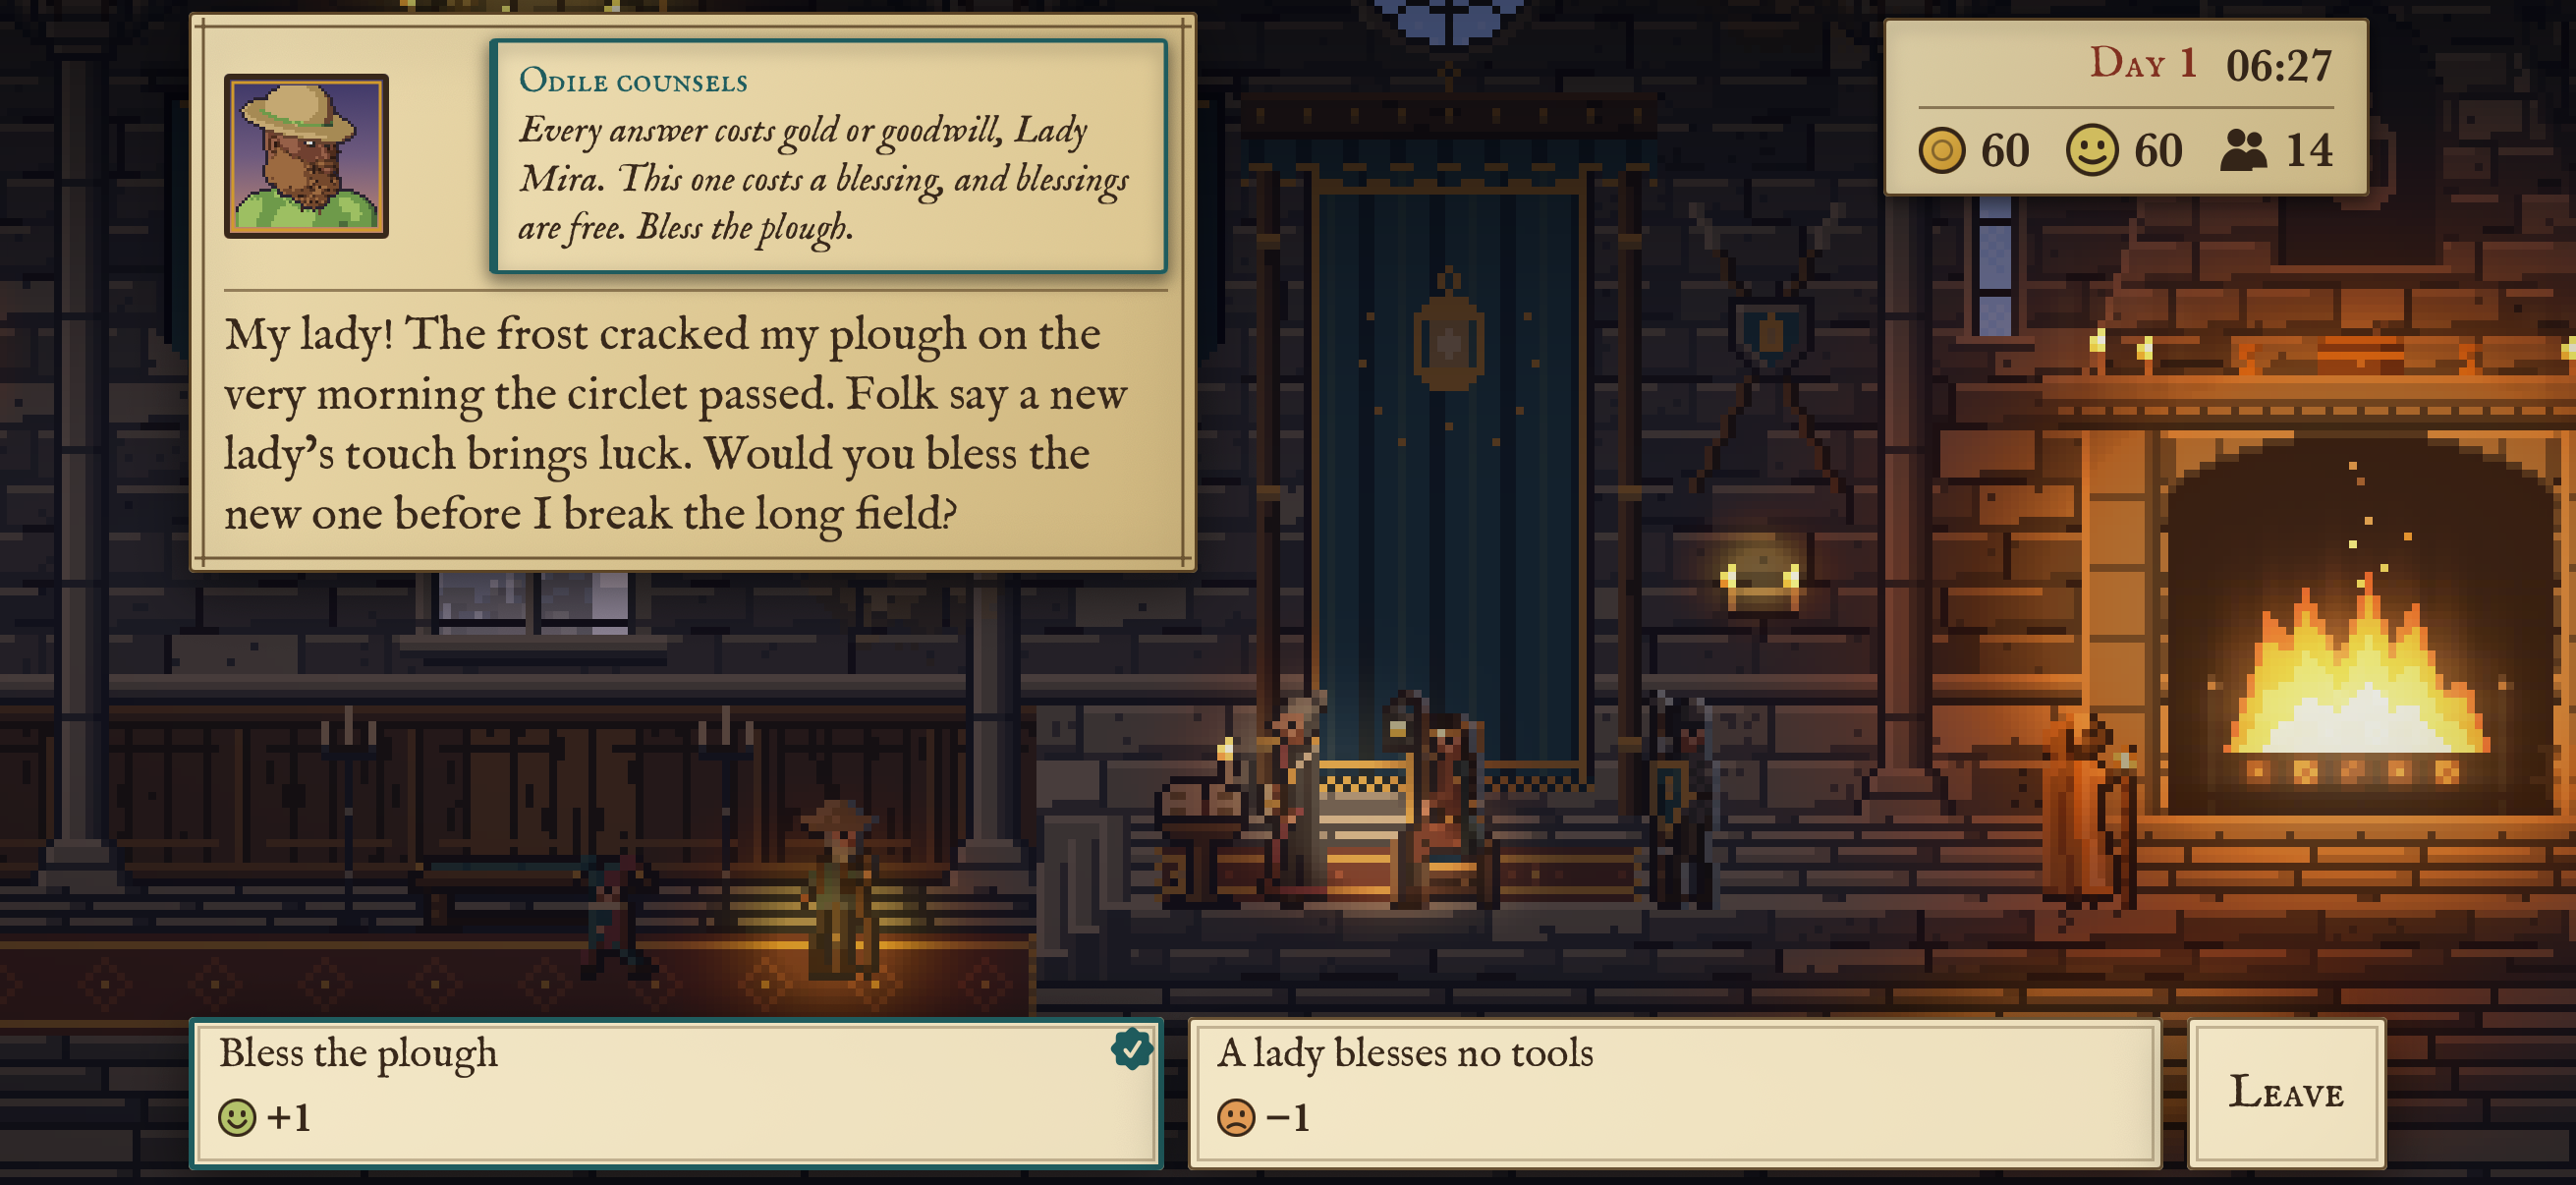 Odile counsels
Every answer costs gold or goodwill, Lady
Mira. This one costs a blessing, and blessings
are free. Bless the plough.
My lady! The frost cracked my plough on the
very morning the circlet passed. Folk say a new
lady’s touch brings luck. Would you bless the
new one before I break the long field?
Day 1 06:27
60 60 14
Bless the plough
+1
A lady blesses no tools
−1
Leave